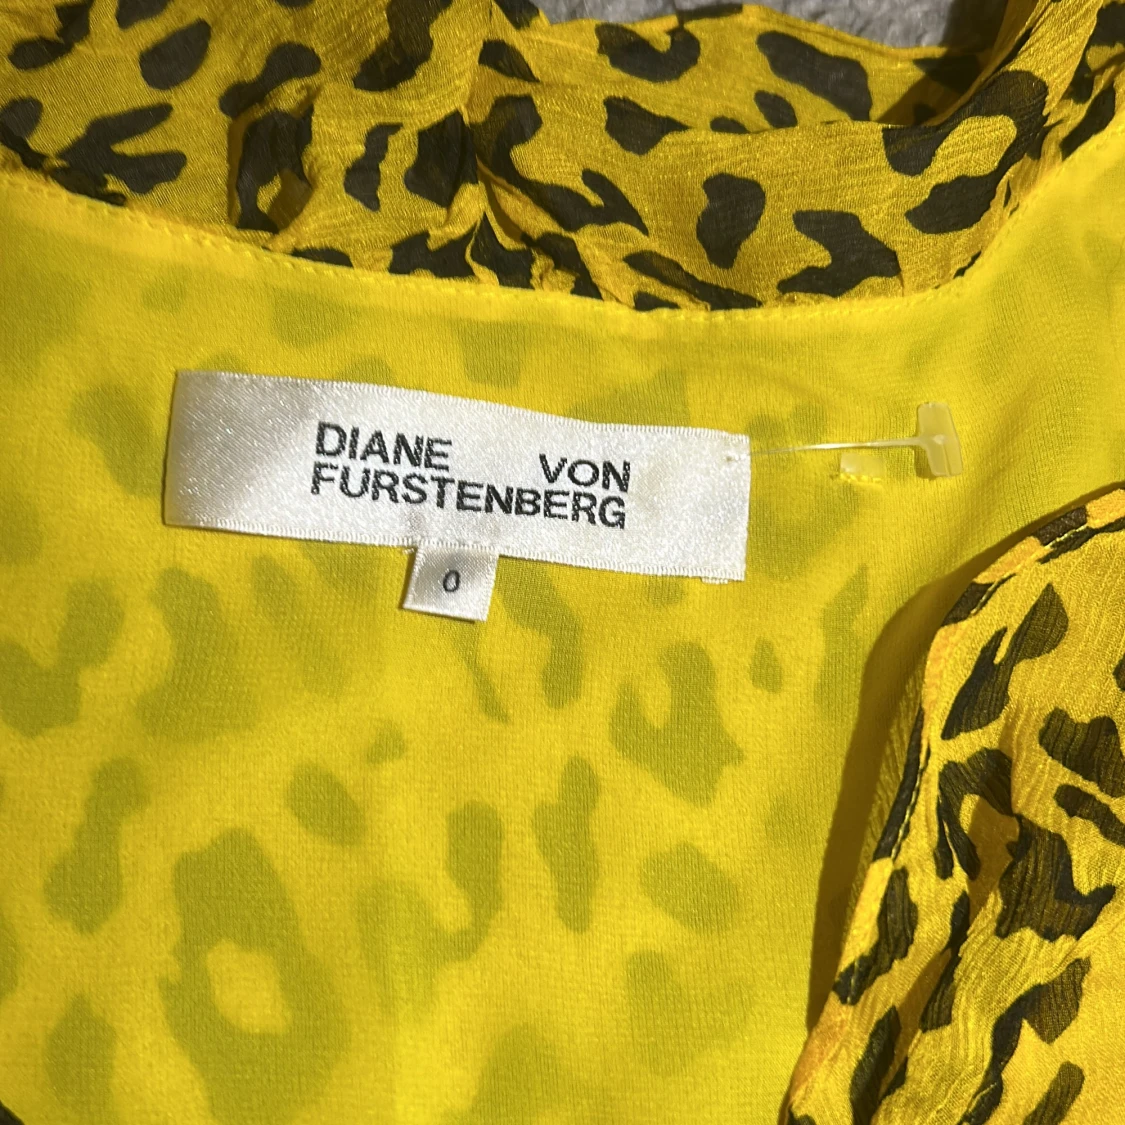 DIANE VON
FURSTENBERG
0